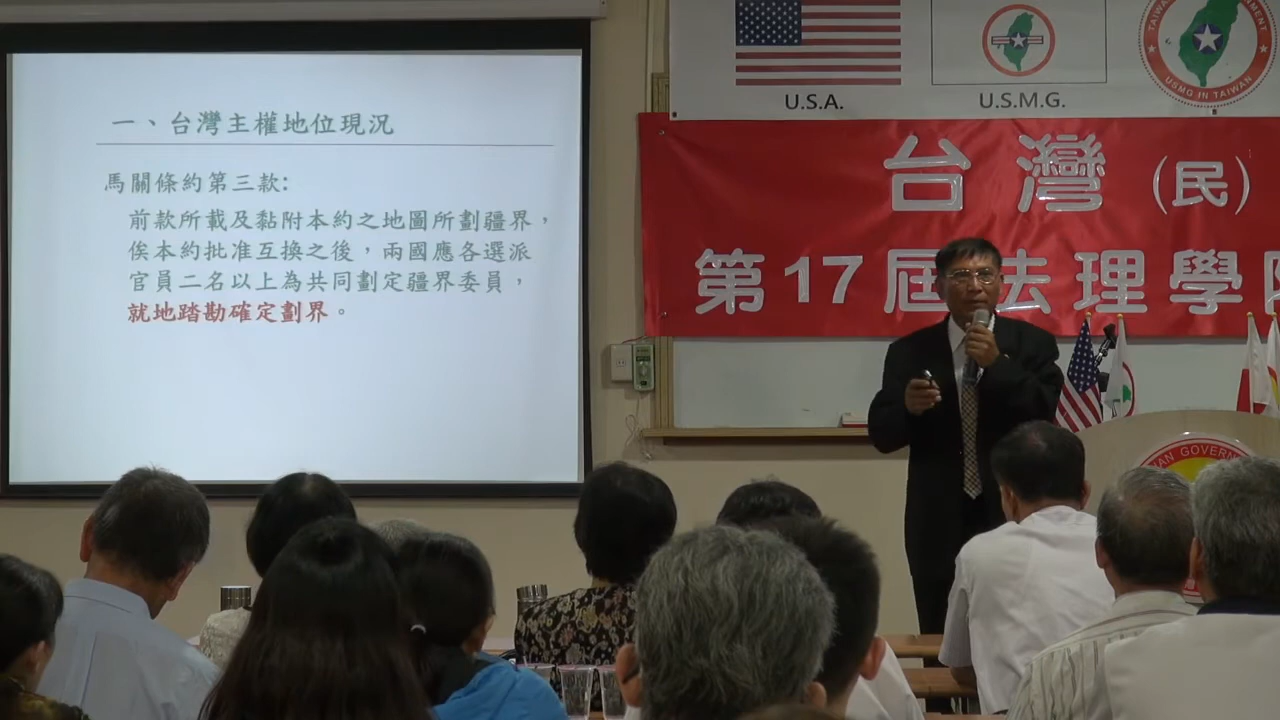 一、台灣主權地位現況
馬關條約第三款:
前款所載及黏附本約之地圖所劃疆界，
俟本約批准互換之後，兩國應各選派
官員二名以上為共同劃定疆界委員，
就地踏勘確定劃界。
U.S.A.
U.S.M.G.
USMG IN TAIWAN
台灣(民)
第17屆法理學